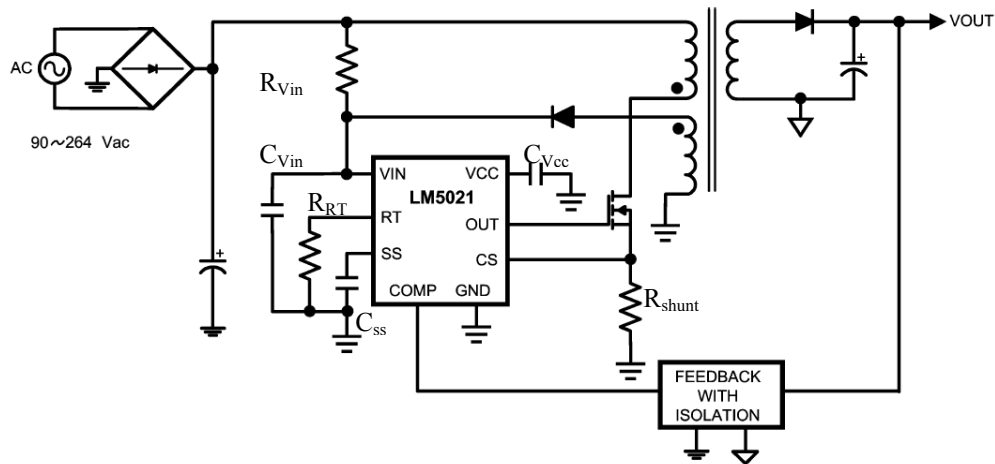 VOUT
AC
R_Vin
90～264 Vac
C_Vin
C_Vcc
VIN
VCC
LM5021
R_RT
RT
OUT
SS
CS
COMP
GND
R_shunt
C_ss
FEEDBACK
WITH
ISOLATION